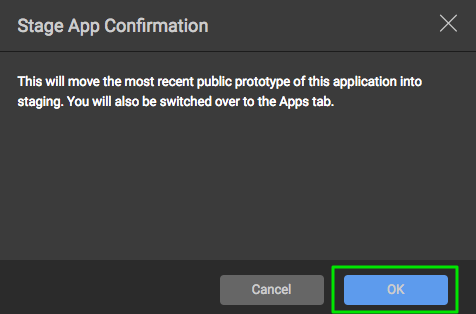 Stage App Confirmation
This will move the most recent public prototype of this application into
staging. You will also be switched over to the Apps tab.
Cancel
OK